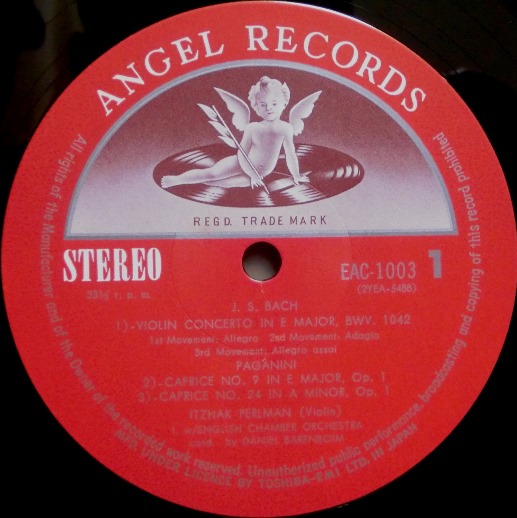 ANGEL RECORDS
REGD. TRADE MARK
STEREO
EAC-1003 1
(2YEA-5488)
33⅓ r. p. m.
J. S. BACH
1)-VIOLIN CONCERTO IN E MAJOR, BWV. 1042
1st Movement; Allegro 2nd Movement; Adagio
3rd Movement; Allegro assai
PAGANINI
2)-CAPRICE NO. 9 IN E MAJOR, Op. 1
3)-CAPRICE NO. 24 IN A MINOR, Op. 1
ITZHAK PERLMAN (Violin)
1. w/ENGLISH CHAMBER ORCHESTRA
cond. by DANIEL BARENBOIM
All rights of the Manufacturer and of the Owner of the recorded work reserved. Unauthorized public performance, broadcasting and copying of this record prohibited
MFG. UNDER LICENCE BY TOSHIBA-EMI LTD. IN JAPAN